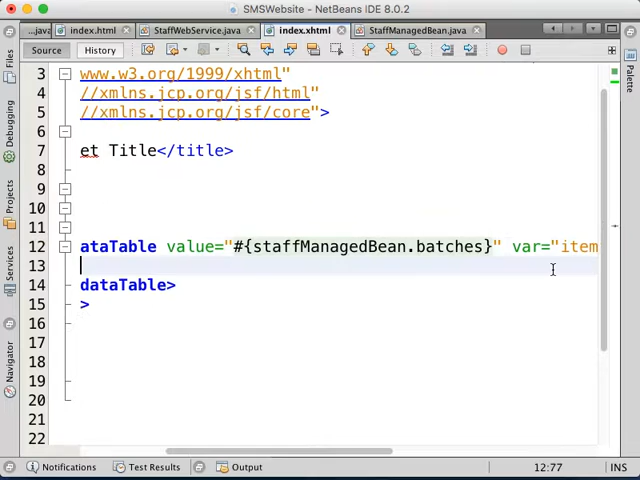 SMSWebsite - NetBeans IDE 8.0.2
...java
index.html
StaffWebService.java
index.xhtml
StaffManagedBean.java
Source
History
Files
Debugging
Projects
Services
Navigator
Palette
3 www.w3.org/1999/xhtml"
4 //xmlns.jcp.org/jsf/html"
5 //xmlns.jcp.org/jsf/core">
6
7 et Title</title>
8
9
10
11
12 ataTable value="#{staffManagedBean.batches}" var="item
13
14 dataTable>
15 >
16
17
18
19
20
21
22
Notifications
Test Results
Output
12:77
INS